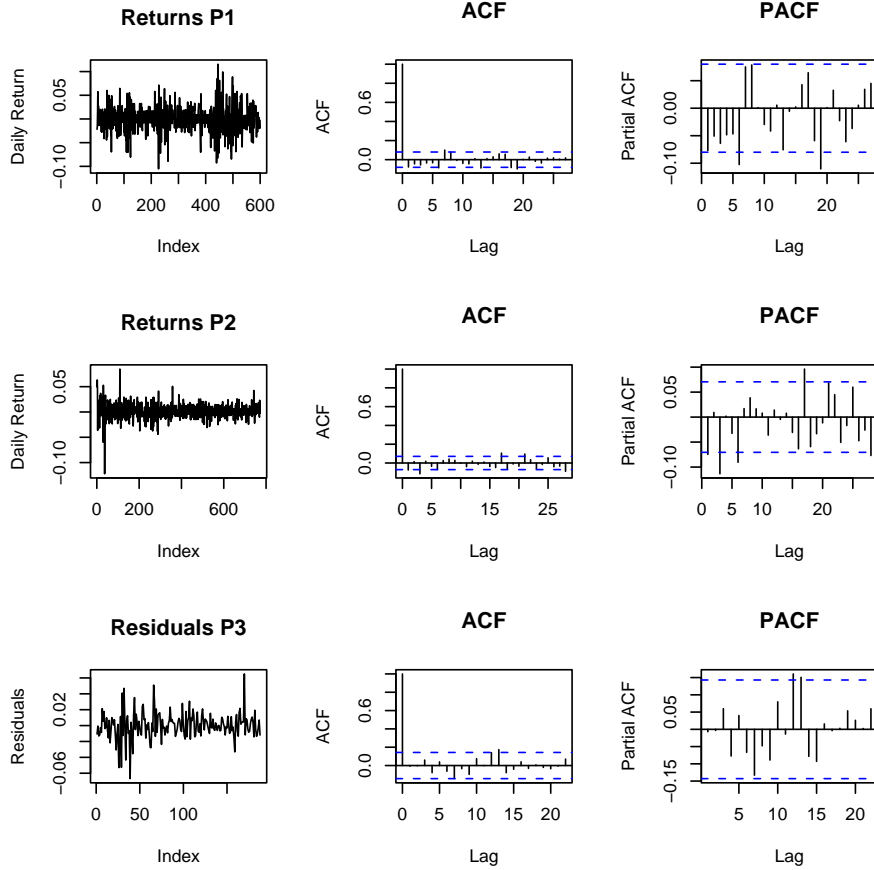 Returns P1
Daily Return
0.05
−0.10
0 200 400 600
Index
ACF
ACF
0.6
0.0
0 5 10 20
Lag
PACF
Partial ACF
0.00
−0.10
0 10 20
Lag
Returns P2
Daily Return
0.05
−0.10
0 200 600
Index
ACF
ACF
0.6
0.0
0 5 15 25
Lag
PACF
Partial ACF
0.05
−0.10
0 5 10 20
Lag
Residuals P3
Residuals
0.02
−0.06
0 50 100
Index
ACF
ACF
0.6
0.0
0 5 10 15 20
Lag
PACF
Partial ACF
0.05
−0.15
5 10 15 20
Lag